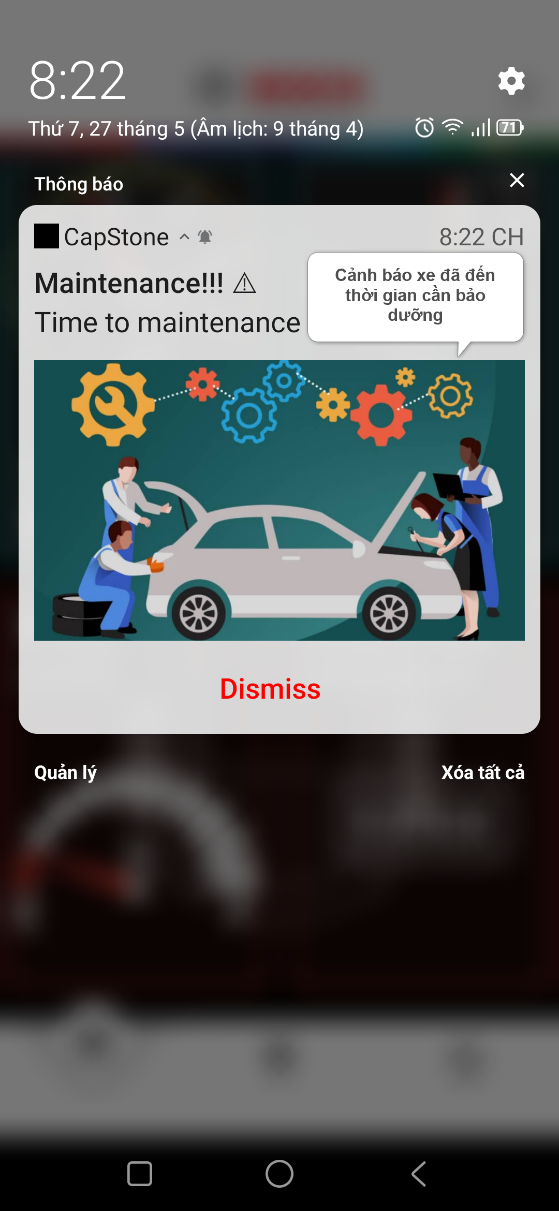 8:22
Thứ 7, 27 tháng 5 (Âm lịch: 9 tháng 4)
71
Thông báo
CapStone
8:22 CH
Maintenance!!! ⚠
Time to maintenance
Cảnh báo xe đã đến
thời gian cần bảo
dưỡng
Dismiss
Quản lý
Xóa tất cả